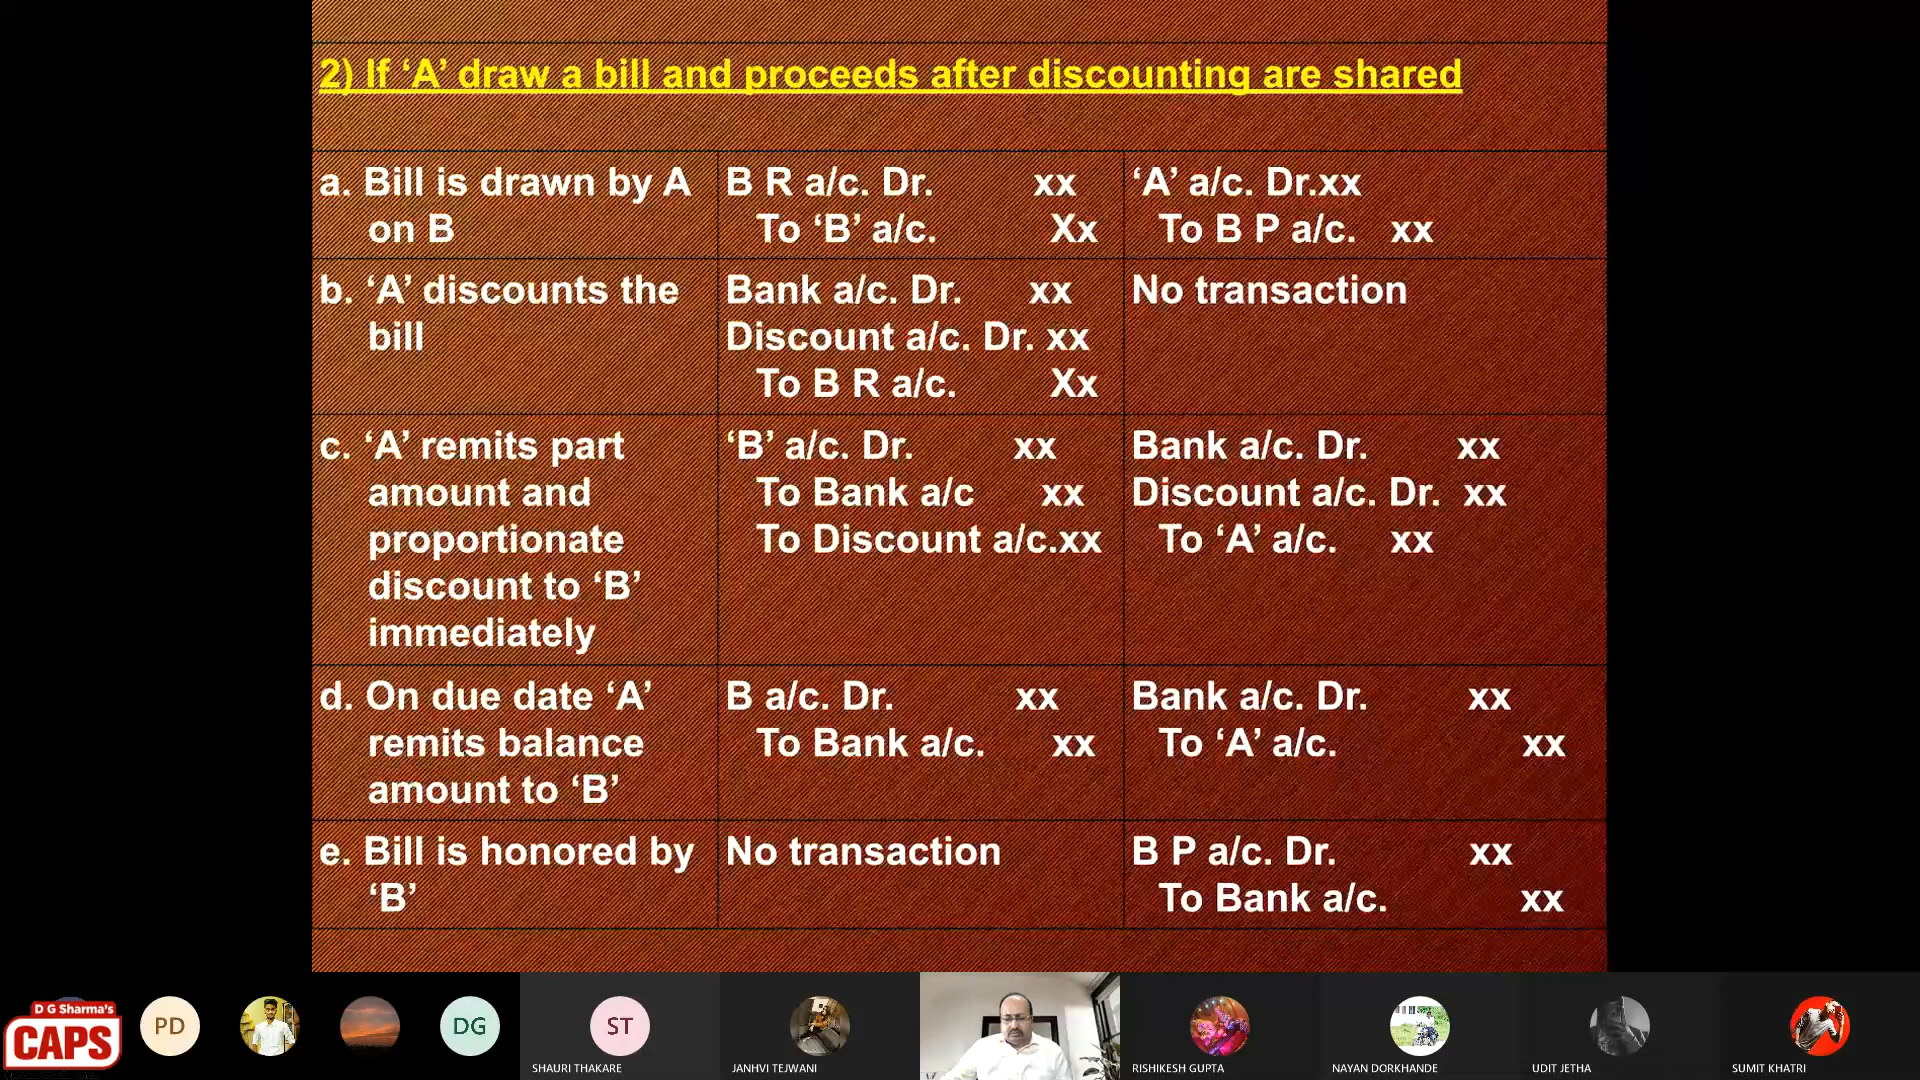 2) If ‘A’ draw a bill and proceeds after discounting are shared
a. Bill is drawn by A
on B
B R a/c. Dr. xx
To ‘B’ a/c. Xx
‘A’ a/c. Dr.xx
To B P a/c. xx
b. ‘A’ discounts the
bill
Bank a/c. Dr. xx
Discount a/c. Dr. xx
To B R a/c. Xx
No transaction
c. ‘A’ remits part
amount and
proportionate
discount to ‘B’
immediately
‘B’ a/c. Dr. xx
To Bank a/c xx
To Discount a/c.xx
Bank a/c. Dr. xx
Discount a/c. Dr. xx
To ‘A’ a/c. xx
d. On due date ‘A’
remits balance
amount to ‘B’
B a/c. Dr. xx
To Bank a/c. xx
Bank a/c. Dr. xx
To ‘A’ a/c. xx
e. Bill is honored by
‘B’
No transaction
B P a/c. Dr. xx
To Bank a/c. xx
D G Sharma's
CAPS
PD
DG
ST
SHAURI THAKARE
JANHVI TEJWANI
RISHIKESH GUPTA
NAYAN DORKHANDE
UDIT JETHA
SUMIT KHATRI